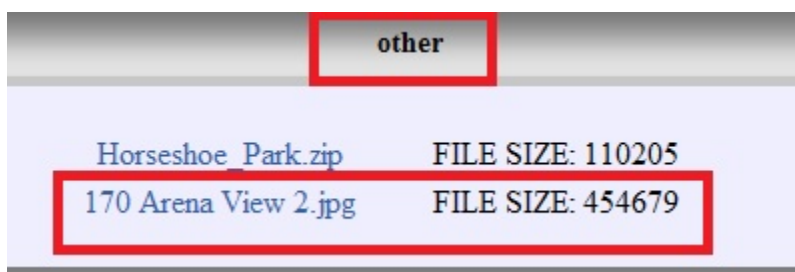 other
Horseshoe_Park.zip FILE SIZE: 110205
170 Arena View 2.jpg FILE SIZE: 454679